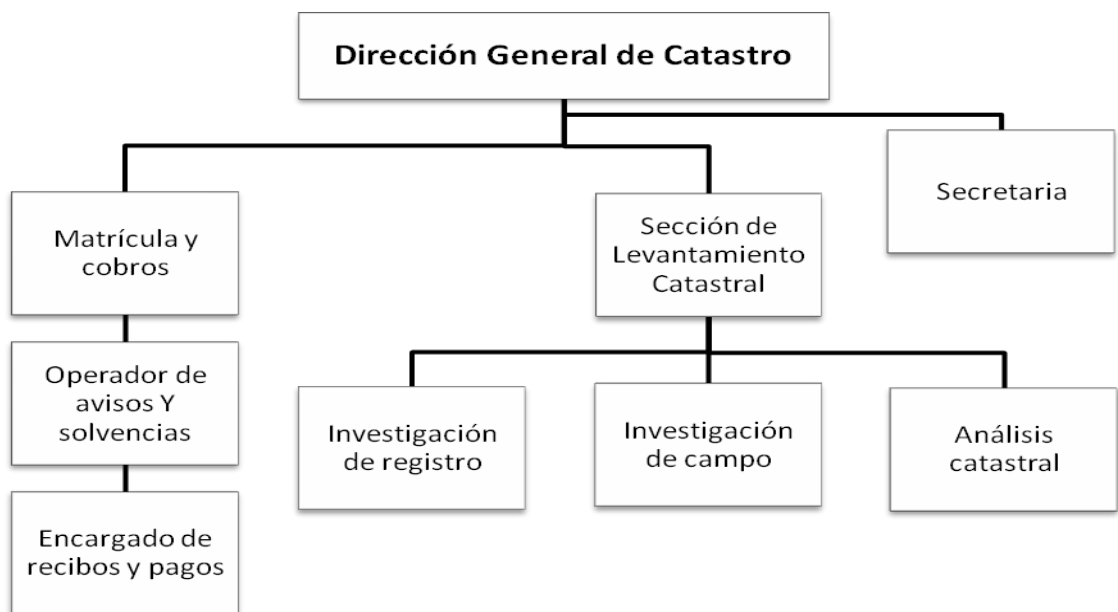 Dirección General de Catastro
Secretaria
Matrícula y
cobros
Sección de
Levantamiento
Catastral
Operador de
avisos Y
solvencias
Investigación
de registro
Investigación
de campo
Análisis
catastral
Encargado de
recibos y pagos